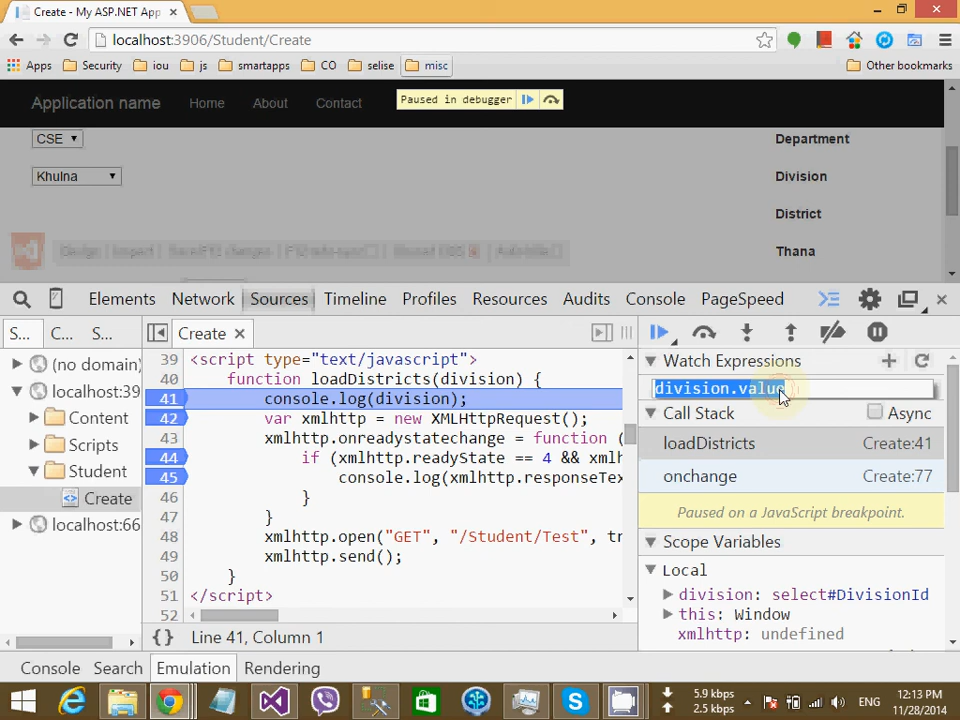 Create - My ASP.NET App
localhost:3906/Student/Create
Apps Security iou js smartapps CO selise misc Other bookmarks
Application name Home About Contact
Paused in debugger
CSE Department
Khulna Division
District
Thana
Elements Network Sources Timeline Profiles Resources Audits Console PageSpeed
S... C... S... Create
(no domain)
localhost:39
Content
Scripts
Student
Create
localhost:66
39 <script type="text/javascript">
40 function loadDistricts(division) {
41 console.log(division);
42 var xmlhttp = new XMLHttpRequest();
43 xmlhttp.onreadystatechange = function (
44 if (xmlhttp.readyState == 4 && xmlh
45 console.log(xmlhttp.responseTex
46 }
47 }
48 xmlhttp.open("GET", "/Student/Test", tr
49 xmlhttp.send();
50 }
51 </script>
52
{} Line 41, Column 1
Watch Expressions
division.value
Call Stack Async
loadDistricts Create:41
onchange Create:77
Paused on a JavaScript breakpoint.
Scope Variables
Local
division: select#DivisionId
this: Window
xmlhttp: undefined
Console Search Emulation Rendering
5.9 kbps
2.5 kbps
ENG
12:13 PM
11/28/2014